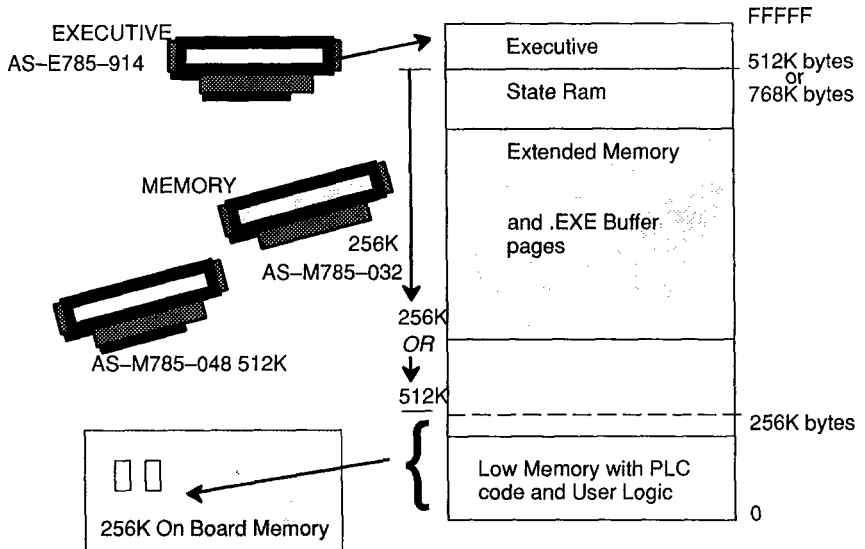 EXECUTIVE
AS–E785–914
MEMORY
256K
AS–M785–032
AS–M785–048 512K
256K On Board Memory
256K
OR
512K
Executive
State Ram
Extended Memory
and .EXE Buffer
pages
Low Memory with PLC
code and User Logic
FFFFF
512K bytes
or
768K bytes
256K bytes
0